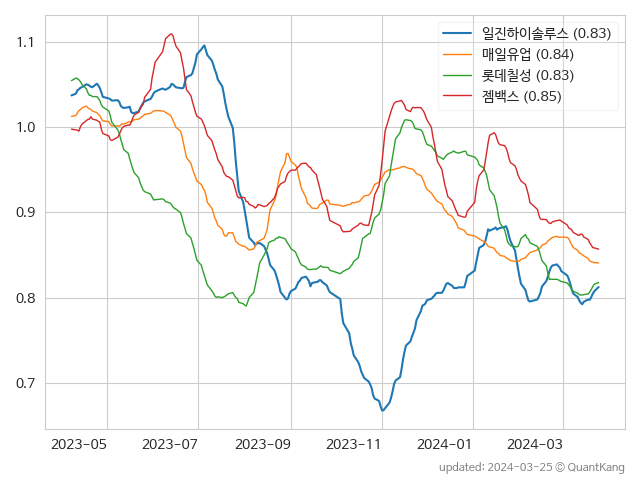 일진하이솔루스 (0.83)
매일유업 (0.84)
롯데칠성 (0.83)
젬백스 (0.85)
1.1
1.0
0.9
0.8
0.7
2023-05 2023-07 2023-09 2023-11 2024-01 2024-03
updated: 2024-03-25 © QuantKang